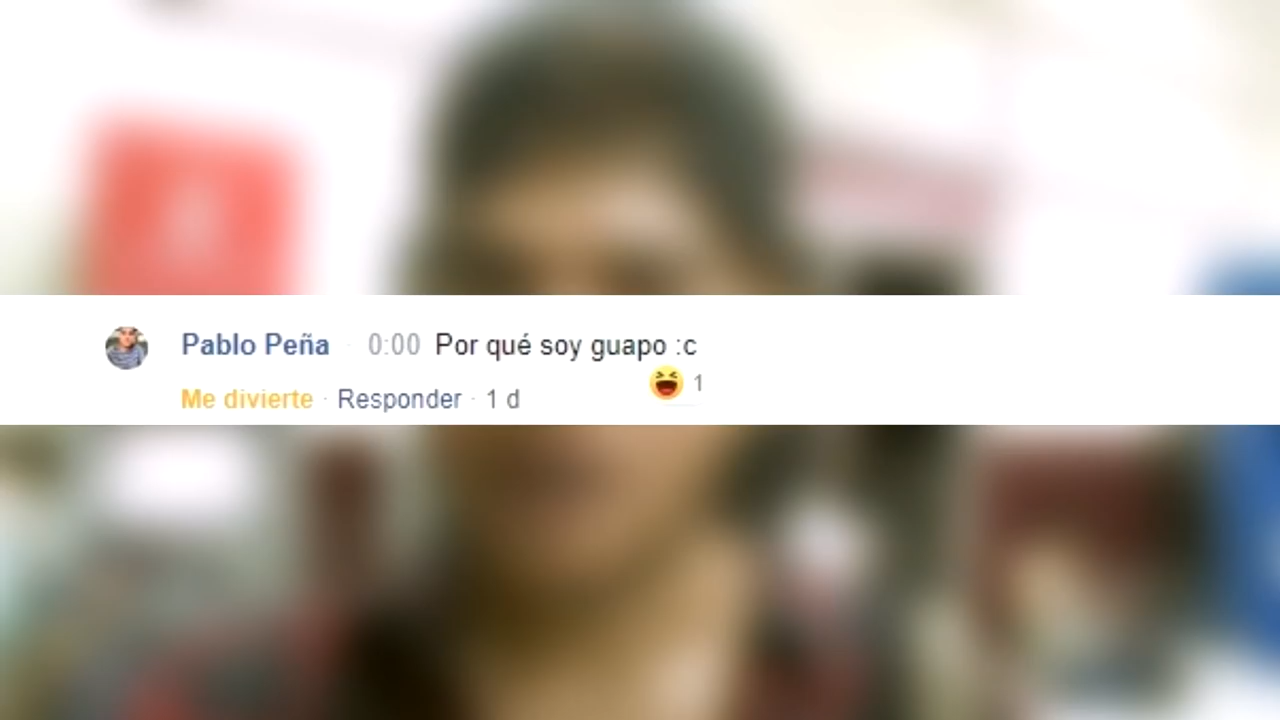 Pablo Peña · 0:00 Por qué soy guapo :c
1
Me divierte · Responder · 1 d